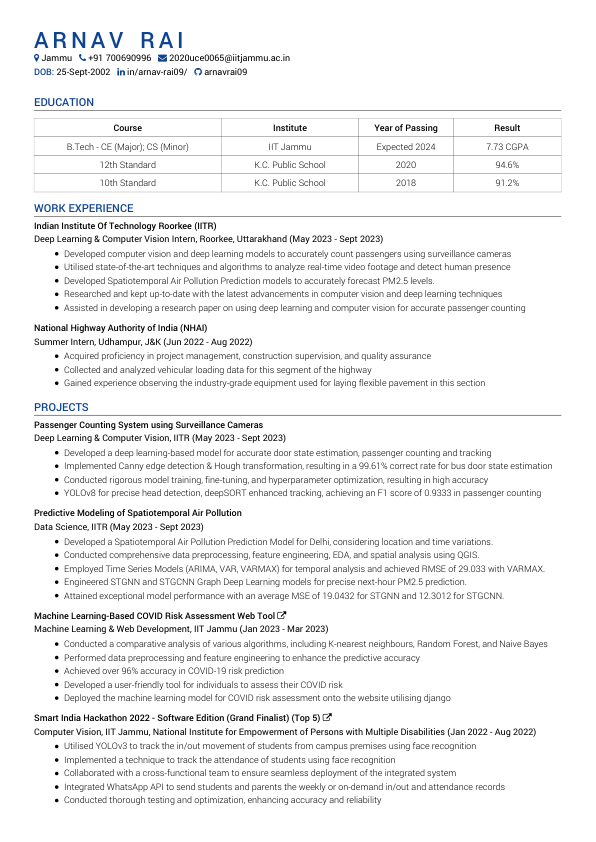 ARNAV RAI
Jammu +91 700690996 2020uce0065@iitjammu.ac.in
DOB: 25-Sept-2002 in/arnav-rai09/ arnavrai09
EDUCATION
Course Institute Year of Passing Result
B.Tech - CE (Major); CS (Minor) IIT Jammu Expected 2024 7.73 CGPA
12th Standard K.C. Public School 2020 94.6%
10th Standard K.C. Public School 2018 91.2%
WORK EXPERIENCE
Indian Institute Of Technology Roorkee (IITR)
Deep Learning & Computer Vision Intern, Roorkee, Uttarakhand (May 2023 - Sept 2023)
• Developed computer vision and deep learning models to accurately count passengers using surveillance cameras
• Utilised state-of-the-art techniques and algorithms to analyze real-time video footage and detect human presence
• Developed Spatiotemporal Air Pollution Prediction models to accurately forecast PM2.5 levels.
• Researched and kept up-to-date with the latest advancements in computer vision and deep learning techniques
• Assisted in developing a research paper on using deep learning and computer vision for accurate passenger counting
National Highway Authority of India (NHAI)
Summer Intern, Udhampur, J&K (Jun 2022 - Aug 2022)
• Acquired proficiency in project management, construction supervision, and quality assurance
• Collected and analyzed vehicular loading data for this segment of the highway
• Gained experience observing the industry-grade equipment used for laying flexible pavement in this section
PROJECTS
Passenger Counting System using Surveillance Cameras
Deep Learning & Computer Vision, IITR (May 2023 - Sept 2023)
• Developed a deep learning-based model for accurate door state estimation, passenger counting and tracking
• Implemented Canny edge detection & Hough transformation, resulting in a 99.61% correct rate for bus door state estimation
• Conducted rigorous model training, fine-tuning, and hyperparameter optimization, resulting in high accuracy
• YOLOv8 for precise head detection, deepSORT enhanced tracking, achieving an F1 score of 0.9333 in passenger counting
Predictive Modeling of Spatiotemporal Air Pollution
Data Science, IITR (May 2023 - Sept 2023)
• Developed a Spatiotemporal Air Pollution Prediction Model for Delhi, considering location and time variations.
• Conducted comprehensive data preprocessing, feature engineering, EDA, and spatial analysis using QGIS.
• Employed Time Series Models (ARIMA, VAR, VARMAX) for temporal analysis and achieved RMSE of 29.033 with VARMAX.
• Engineered STGNN and STGCNN Graph Deep Learning models for precise next-hour PM2.5 prediction.
• Attained exceptional model performance with an average MSE of 19.0432 for STGNN and 12.3012 for STGCNN.
Machine Learning-Based COVID Risk Assessment Web Tool
Machine Learning & Web Development, IIT Jammu (Jan 2023 - Mar 2023)
• Conducted a comparative analysis of various algorithms, including K-nearest neighbours, Random Forest, and Naive Bayes
• Performed data preprocessing and feature engineering to enhance the predictive accuracy
• Achieved over 96% accuracy in COVID-19 risk prediction
• Developed a user-friendly tool for individuals to assess their COVID risk
• Deployed the machine learning model for COVID risk assessment onto the website utilising django
Smart India Hackathon 2022 - Software Edition (Grand Finalist) (Top 5)
Computer Vision, IIT Jammu, National Institute for Empowerment of Persons with Multiple Disabilities (Jan 2022 - Aug 2022)
• Utilised YOLOv3 to track the in/out movement of students from campus premises using face recognition
• Implemented a technique to track the attendance of students using face recognition
• Collaborated with a cross-functional team to ensure seamless deployment of the integrated system
• Integrated WhatsApp API to send students and parents the weekly or on-demand in/out and attendance records
• Conducted thorough testing and optimization, enhancing accuracy and reliability